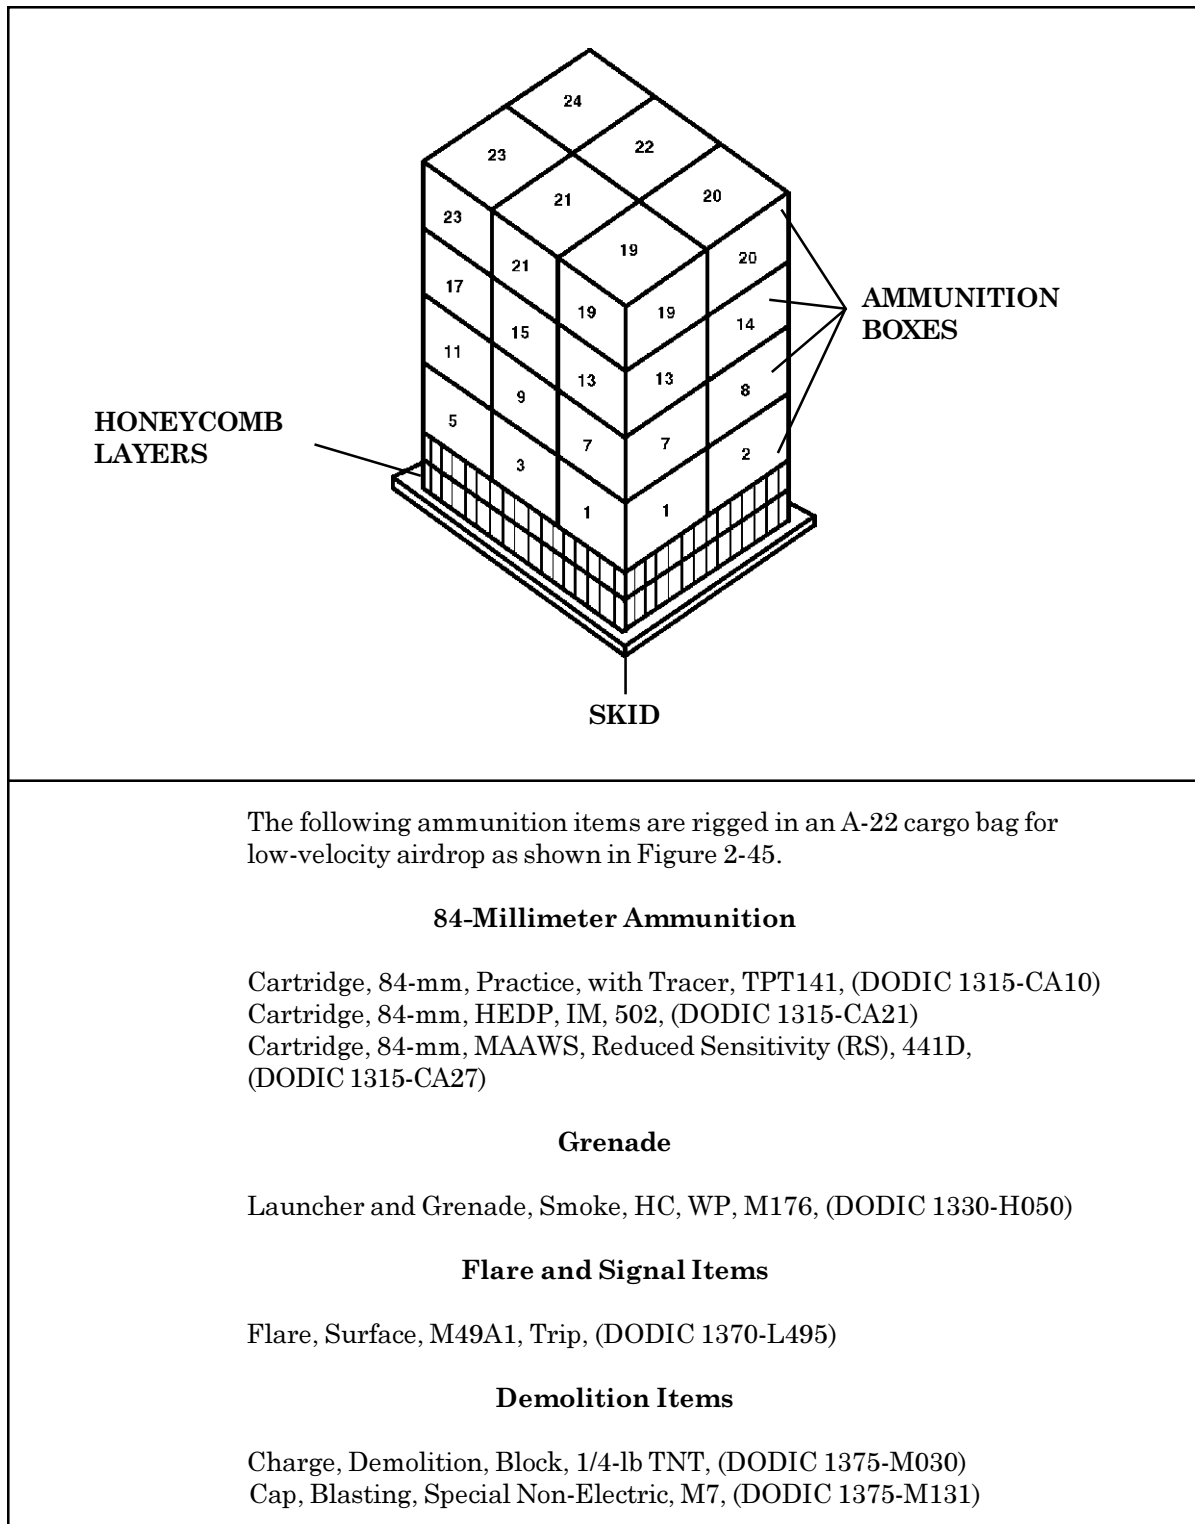 24
23 22
21 20
19
23 21 19 19 20
17 15 13 13 14
11 9 7 7 8
5 3 1 1 2
AMMUNITION
BOXES
HONEYCOMB
LAYERS
SKID
The following ammunition items are rigged in an A-22 cargo bag for
low-velocity airdrop as shown in Figure 2-45.
84-Millimeter Ammunition
Cartridge, 84-mm, Practice, with Tracer, TPT141, (DODIC 1315-CA10)
Cartridge, 84-mm, HEDP, IM, 502, (DODIC 1315-CA21)
Cartridge, 84-mm, MAAWS, Reduced Sensitivity (RS), 441D,
(DODIC 1315-CA27)
Grenade
Launcher and Grenade, Smoke, HC, WP, M176, (DODIC 1330-H050)
Flare and Signal Items
Flare, Surface, M49A1, Trip, (DODIC 1370-L495)
Demolition Items
Charge, Demolition, Block, 1/4-lb TNT, (DODIC 1375-M030)
Cap, Blasting, Special Non-Electric, M7, (DODIC 1375-M131)